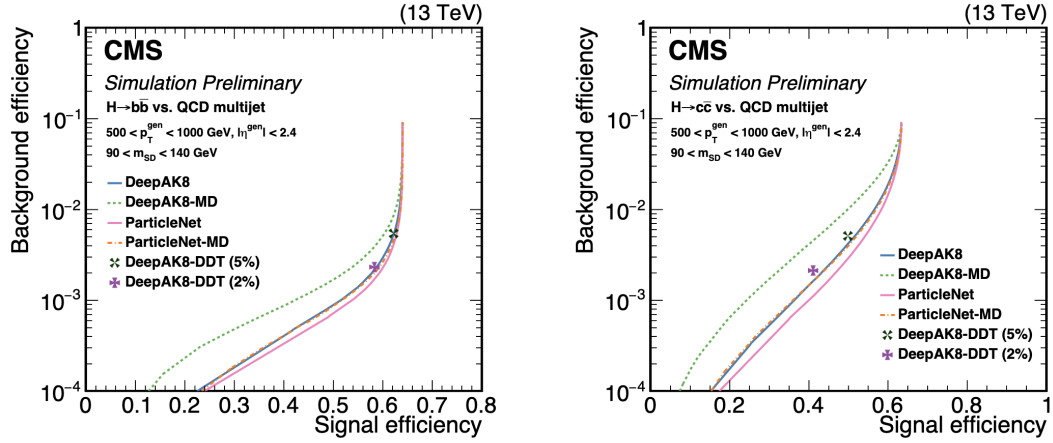 (13 TeV)
CMS
Simulation Preliminary
H→bb̅ vs. QCD multijet
500 < p_T^gen < 1000 GeV, |η^gen| < 2.4
90 < m_SD < 140 GeV
DeepAK8
DeepAK8-MD
ParticleNet
ParticleNet-MD
DeepAK8-DDT (5%)
DeepAK8-DDT (2%)
Background efficiency
1
10⁻¹
10⁻²
10⁻³
10⁻⁴
0 0.1 0.2 0.3 0.4 0.5 0.6 0.7 0.8
Signal efficiency
(13 TeV)
CMS
Simulation Preliminary
H→cc̅ vs. QCD multijet
500 < p_T^gen < 1000 GeV, |η^gen| < 2.4
90 < m_SD < 140 GeV
DeepAK8
DeepAK8-MD
ParticleNet
ParticleNet-MD
DeepAK8-DDT (5%)
DeepAK8-DDT (2%)
Background efficiency
1
10⁻¹
10⁻²
10⁻³
10⁻⁴
0 0.2 0.4 0.6 0.8 1
Signal efficiency